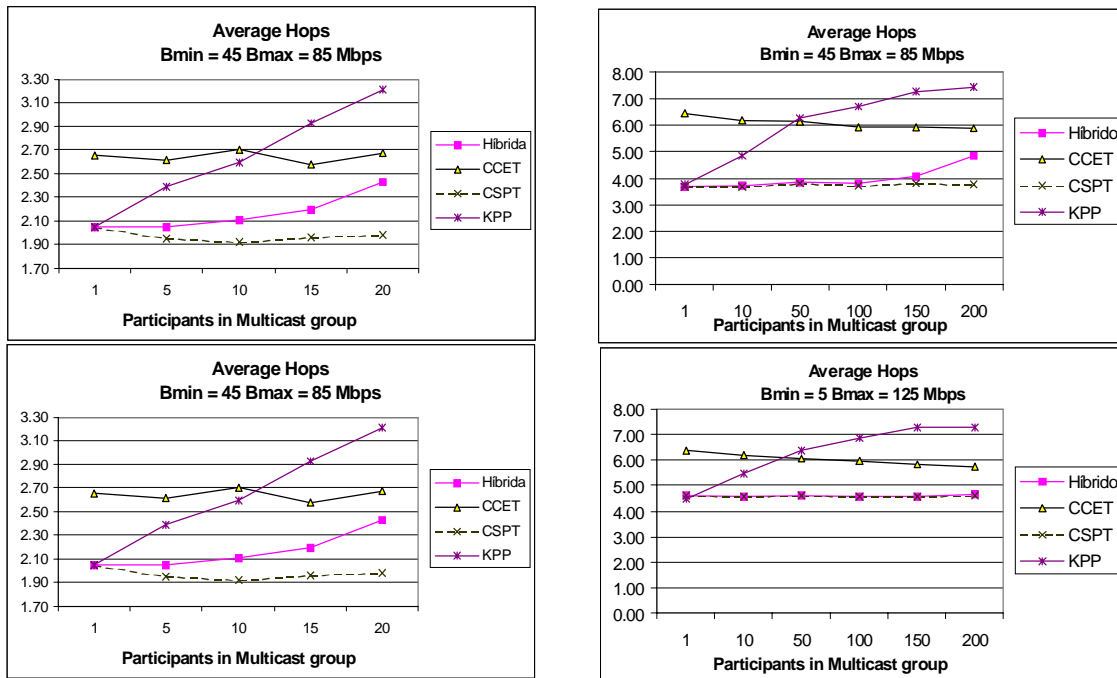 Average Hops
Bmin = 45 Bmax = 85 Mbps
3.30
3.10
2.90
2.70
2.50
2.30
2.10
1.90
1.70
1 5 10 15 20
Participants in Multicast group
Híbrida
CCET
CSPT
KPP
Average Hops
Bmin = 45 Bmax = 85 Mbps
8.00
7.00
6.00
5.00
4.00
3.00
2.00
1.00
0.00
1 10 50 100 150 200
Participants in Multicast group
Híbrido
CCET
CSPT
KPP
Average Hops
Bmin = 45 Bmax = 85 Mbps
3.30
3.10
2.90
2.70
2.50
2.30
2.10
1.90
1.70
1 5 10 15 20
Participants in Multicast group
Híbrida
CCET
CSPT
KPP
Average Hops
Bmin = 5 Bmax = 125 Mbps
8.00
7.00
6.00
5.00
4.00
3.00
2.00
1.00
0.00
1 10 50 100 150 200
Participants in Multicast group
Híbrido
CCET
CSPT
KPP